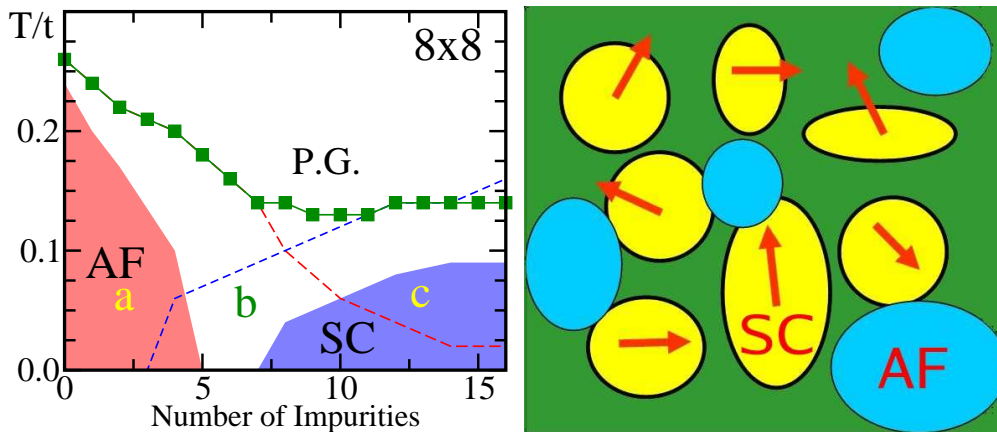 T/t
8x8
0.2
P.G.
0.1
AF
a
b
c
SC
0.0
0
5
10
15
Number of Impurities
SC
AF